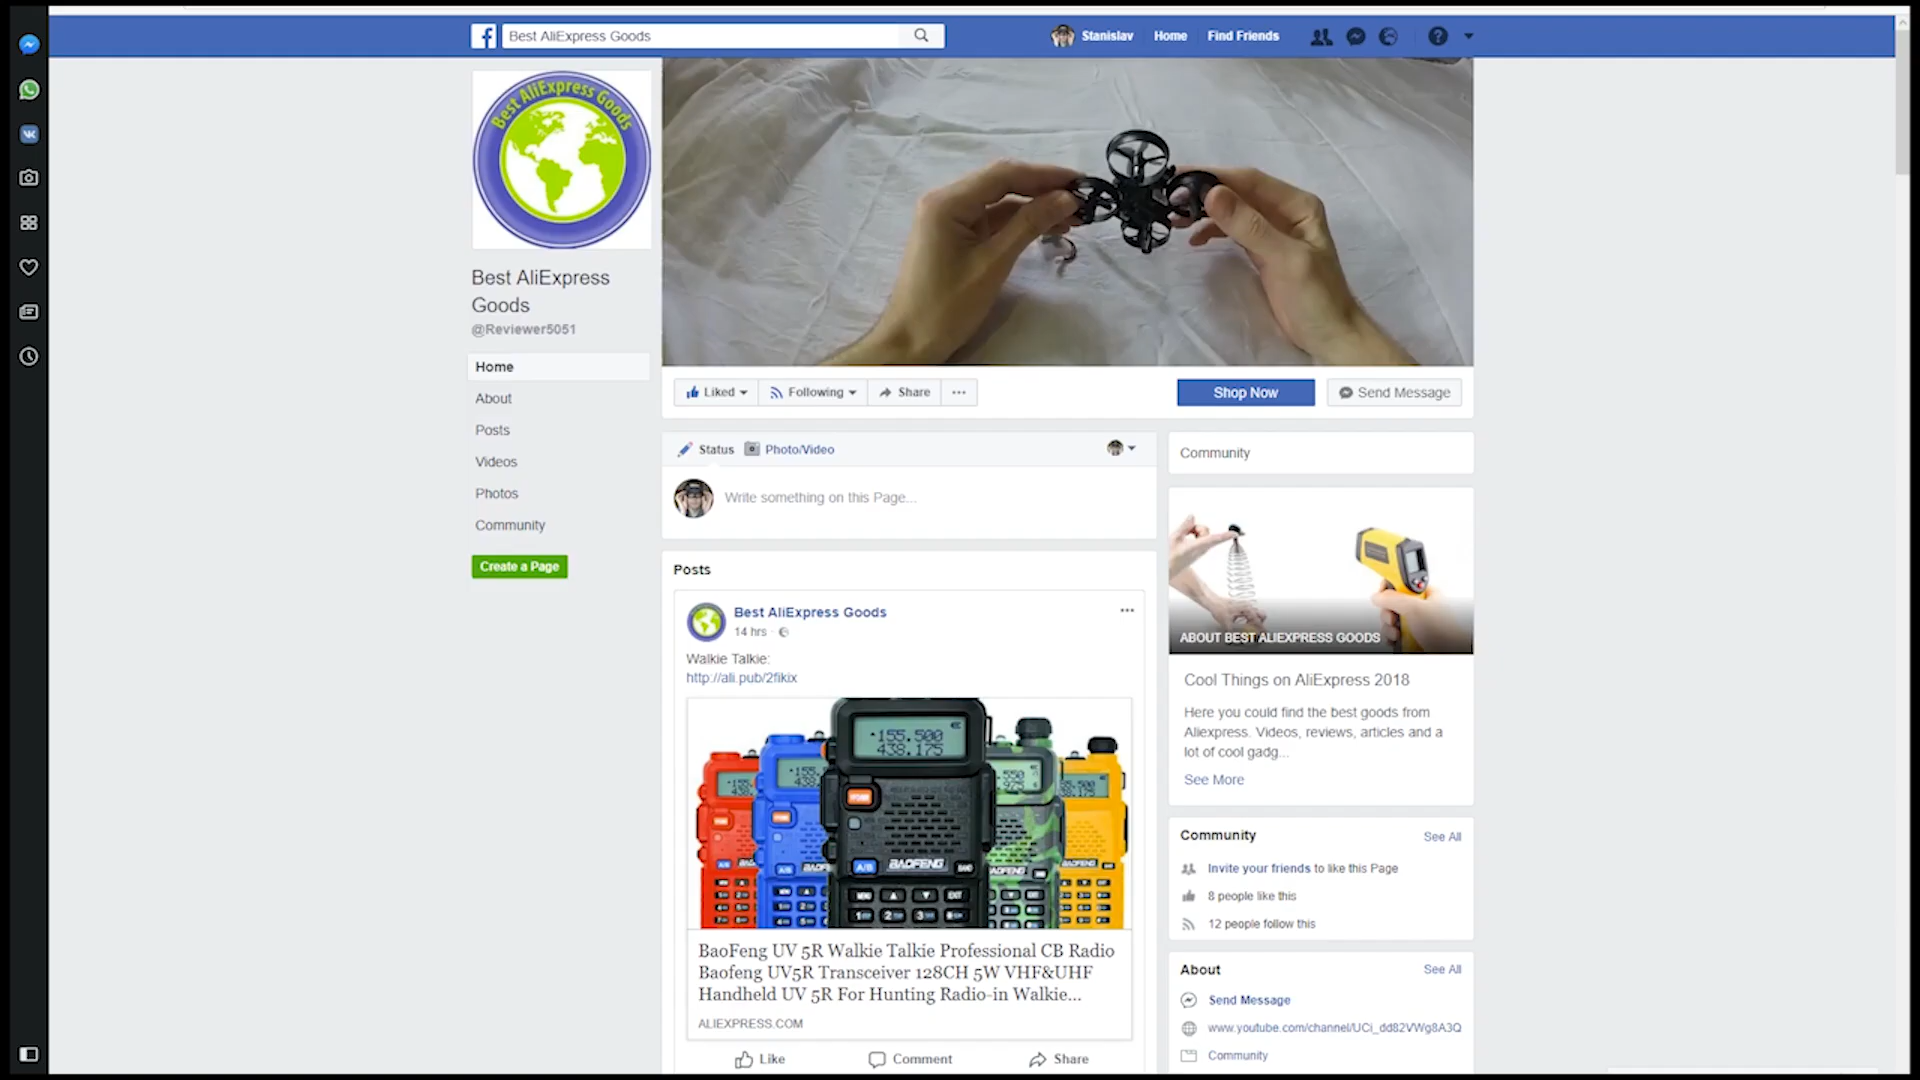 Best AliExpress Goods
Stanislav
Home
Find Friends
Best AliExpress Goods
Best AliExpress
Goods
@Reviewer5051
Home
About
Posts
Videos
Photos
Community
Create a Page
Liked
Following
Share
Shop Now
Send Message
Status
Photo/Video
Write something on this Page...
Posts
Best AliExpress Goods
14 hrs ·
Walkie Talkie:
http://ali.pub/2fikix
155.500
438.175
BAOFENG
BaoFeng UV 5R Walkie Talkie Professional CB Radio
Baofeng UV5R Transceiver 128CH 5W VHF&UHF
Handheld UV 5R For Hunting Radio-in Walkie...
ALIEXPRESS.COM
Like
Comment
Share
Community
ABOUT BEST ALIEXPRESS GOODS
Cool Things on AliExpress 2018
Here you could find the best goods from
Aliexpress. Videos, reviews, articles and a
lot of cool gadg...
See More
Community
See All
Invite your friends to like this Page
8 people like this
12 people follow this
About
See All
Send Message
www.youtube.com/channel/UCi_dd82VWg8A3Q
Community